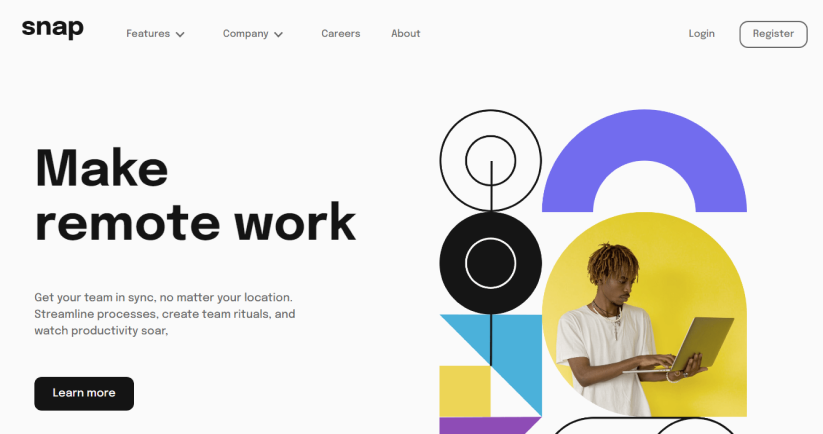 snap
Features
Company
Careers
About
Login
Register
Make
remote work
Get your team in sync, no matter your location.
Streamline processes, create team rituals, and
watch productivity soar,
Learn more